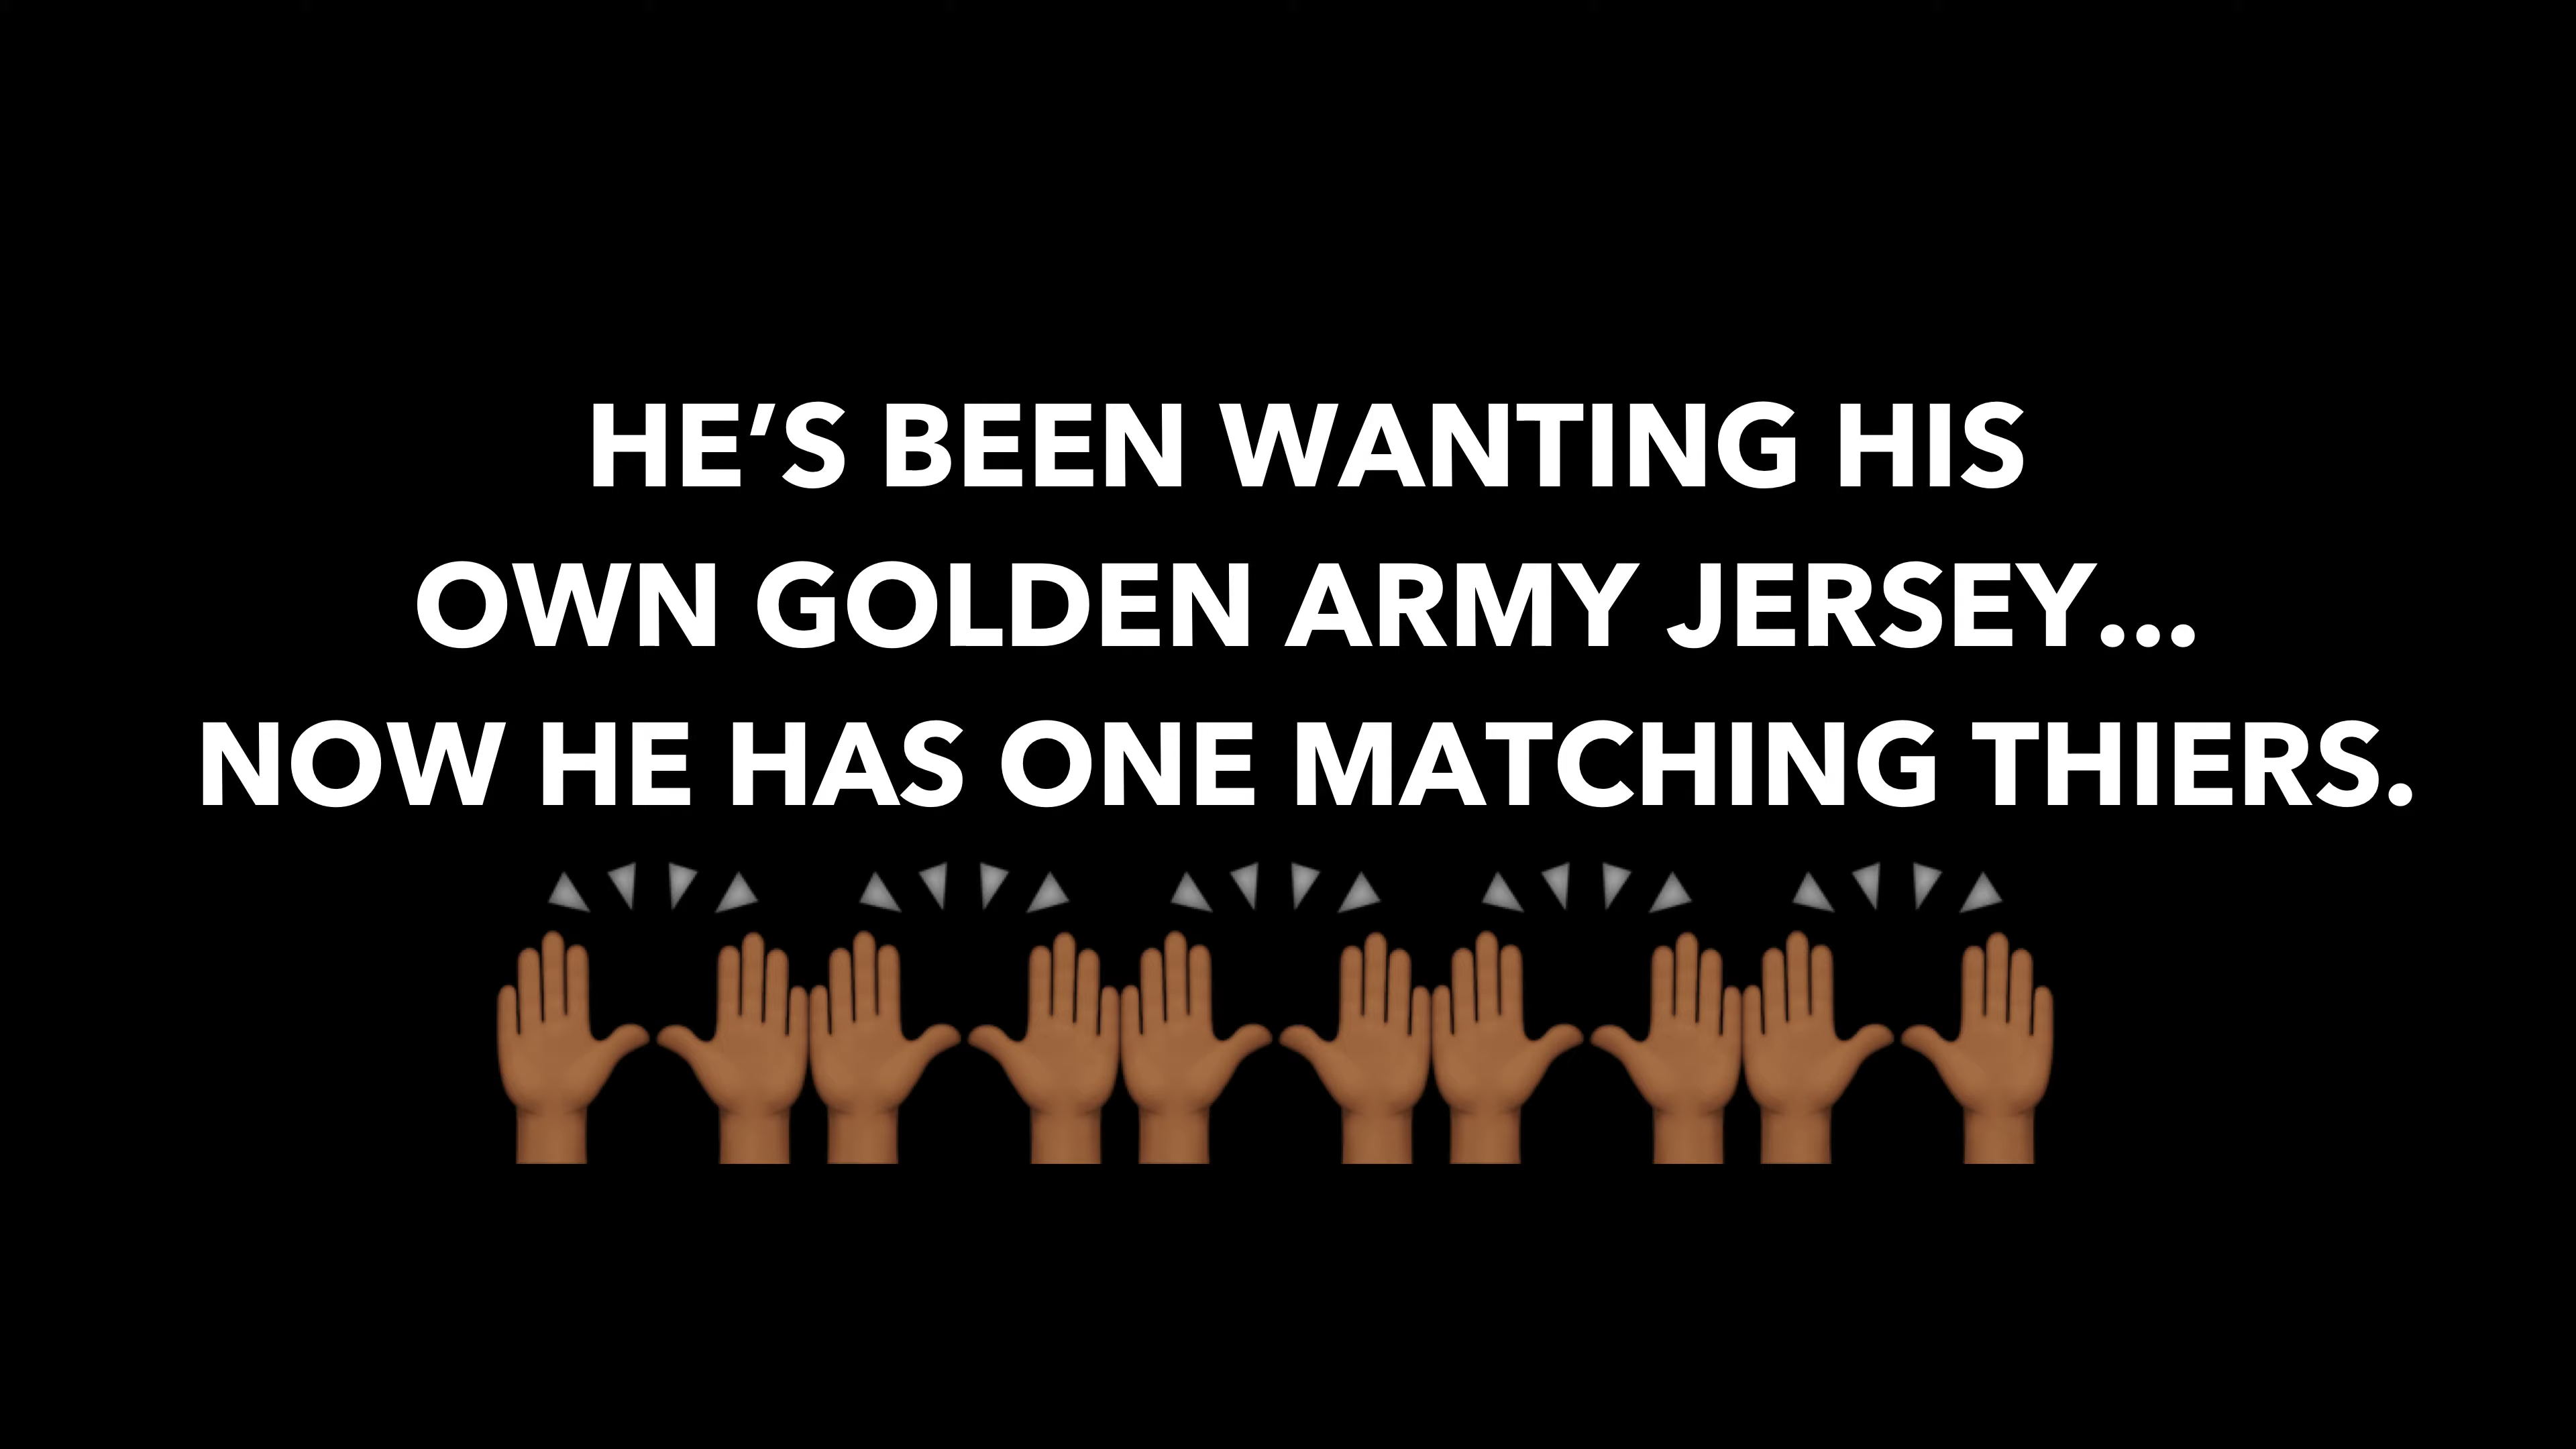 HE’S BEEN WANTING HIS
OWN GOLDEN ARMY JERSEY...
NOW HE HAS ONE MATCHING THIERS.
🙌🏾🙌🏾🙌🏾🙌🏾🙌🏾